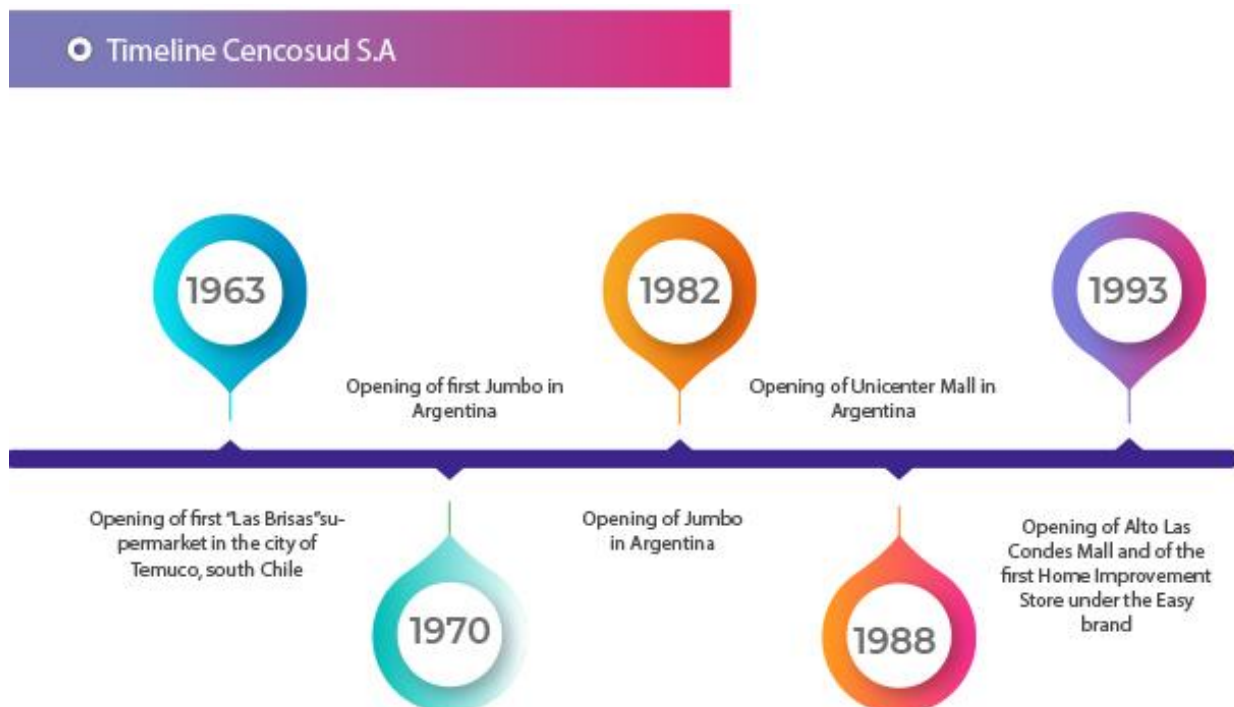 Timeline Cencosud S.A
1963
1982
1993
Opening of first Jumbo in
Argentina
Opening of Unicenter Mall in
Argentina
Opening of first “Las Brisas”su-
permarket in the city of
Temuco, south Chile
Opening of Jumbo
in Argentina
Opening of Alto Las
Condes Mall and of the
first Home Improvement
Store under the Easy
brand
1970
1988